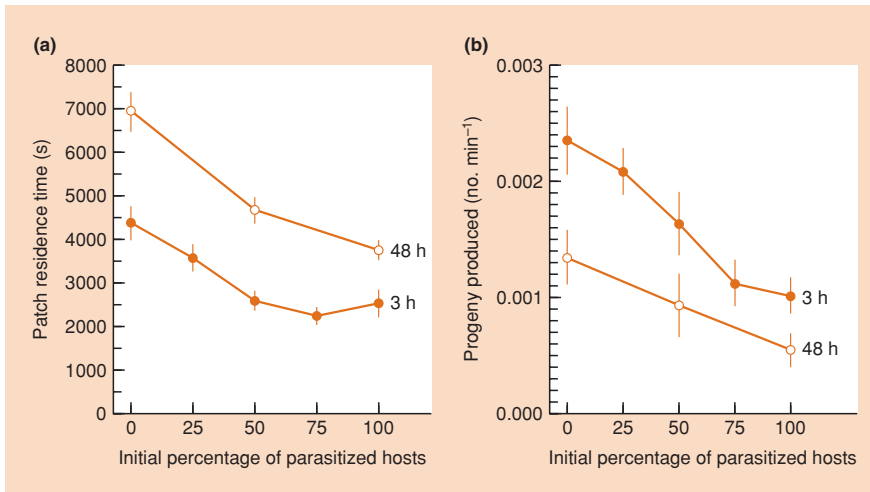 (a)
8000
7000
6000
5000
4000
3000
2000
1000
0
Patch residence time (s)
48 h
3 h
0 25 50 75 100
Initial percentage of parasitized hosts
(b)
0.003
0.002
0.001
0.000
Progeny produced (no. min⁻¹)
3 h
48 h
0 25 50 75 100
Initial percentage of parasitized hosts